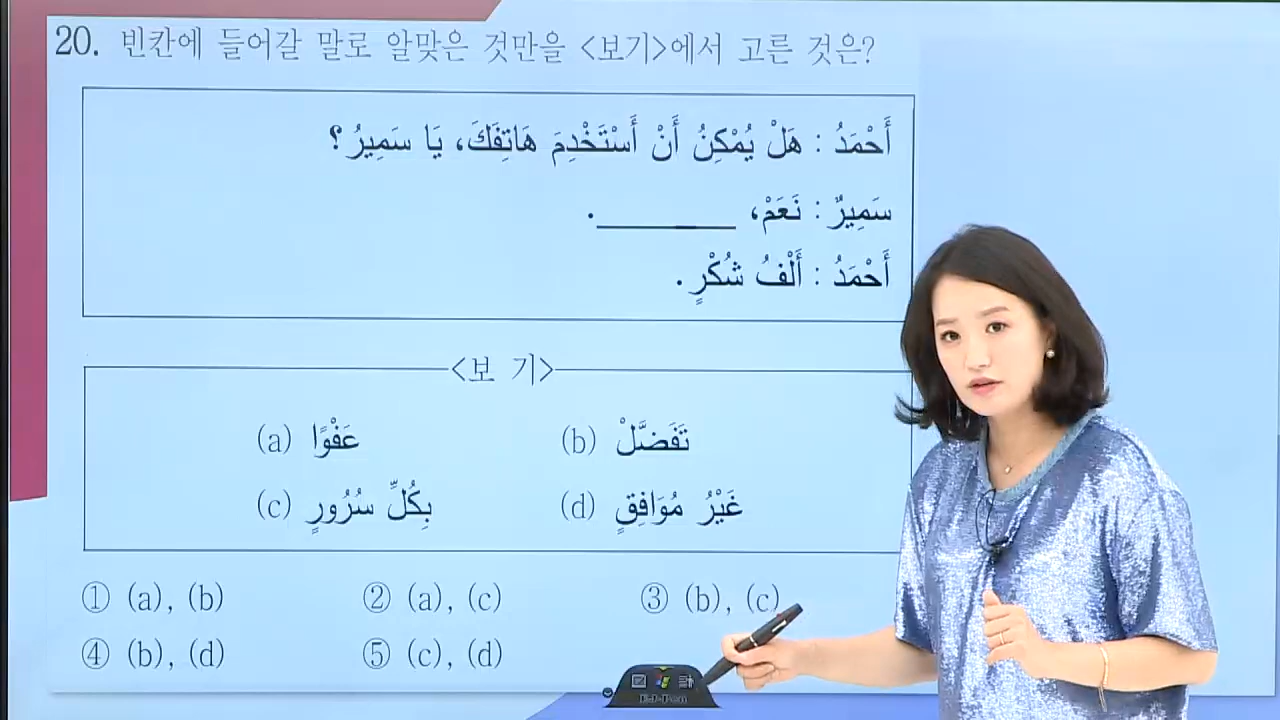 20. 빈칸에 들어갈 말로 알맞은 것만을 <보기>에서 고른 것은?
أَحْمَدُ : هَلْ يُمْكِنُ أَنْ أَسْتَخْدِمَ هَاتِفَكَ، يَا سَمِيرُ؟
سَمِيرٌ : نَعَمْ، ________.
أَحْمَدُ : أَلْفُ شُكْرٍ.
<보 기>
(a) عَفْوًا (b) تَفَضَّلْ
(c) بِكُلِّ سُرُورٍ (d) غَيْرُ مُوَافِقٍ
① (a), (b) ② (a), (c) ③ (b), (c)
④ (b), (d) ⑤ (c), (d)